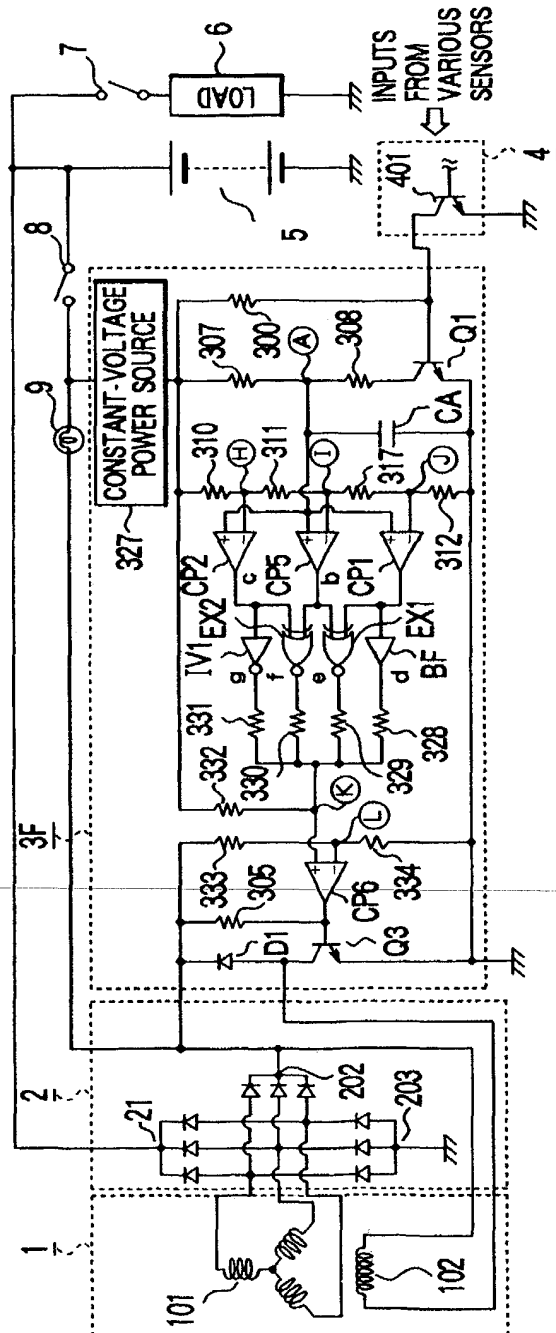 1
2
3F
9
8
7
21
101
102
202
203
327
CONSTANT-VOLTAGE
POWER SOURCE
6
LOAD
5
INPUTS
FROM
VARIOUS
SENSORS
4
401
D1
305
333
332
331
330
329
328
334
Q3
CP6
K
L
IV1
EX2
EX1
BF
g
f
e
d
CP2
CP5
CP1
c
b
310
311
317
312
H
I
J
307
308
300
A
CA
Q1
+
−
+
−
+
−
+
−